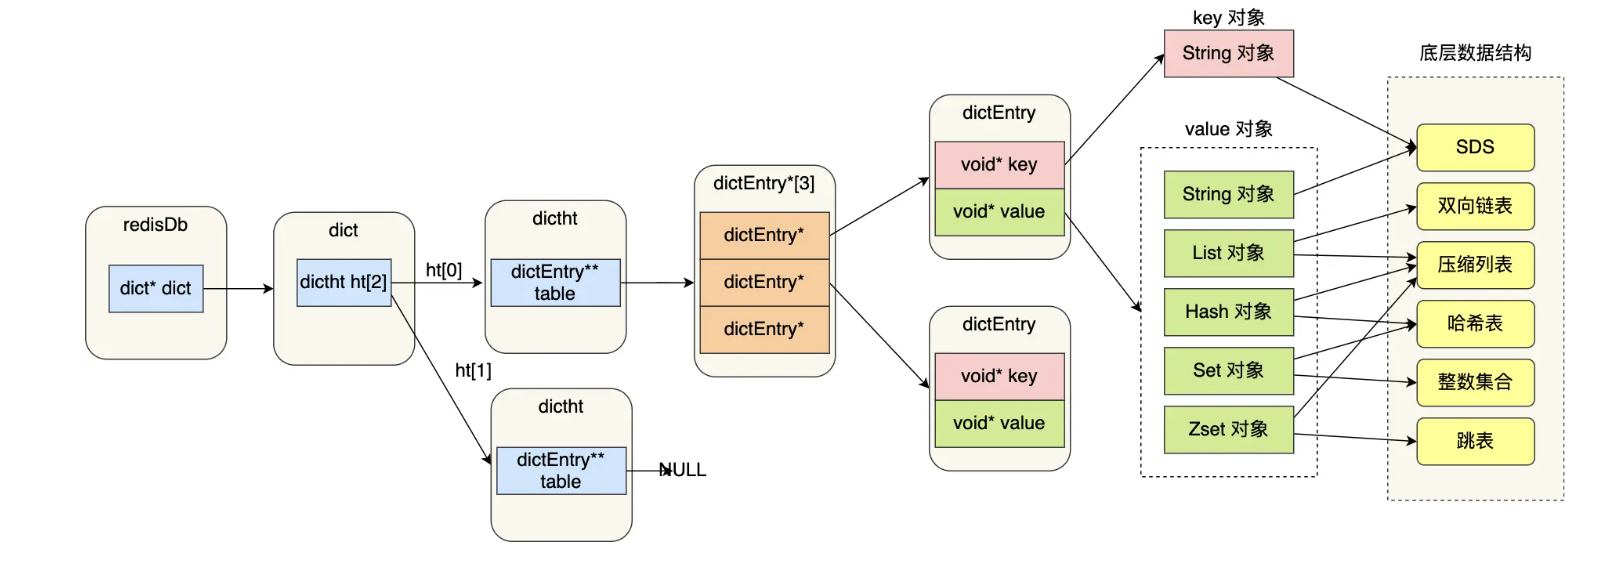 redisDb
dict* dict
dict
dictht ht[2]
ht[0]
ht[1]
dictht
dictEntry**
table
dictht
dictEntry**
table
NULL
dictEntry*[3]
dictEntry*
dictEntry*
dictEntry*
dictEntry
void* key
void* value
dictEntry
void* key
void* value
key 对象
String 对象
value 对象
String 对象
List 对象
Hash 对象
Set 对象
Zset 对象
底层数据结构
SDS
双向链表
压缩列表
哈希表
整数集合
跳表